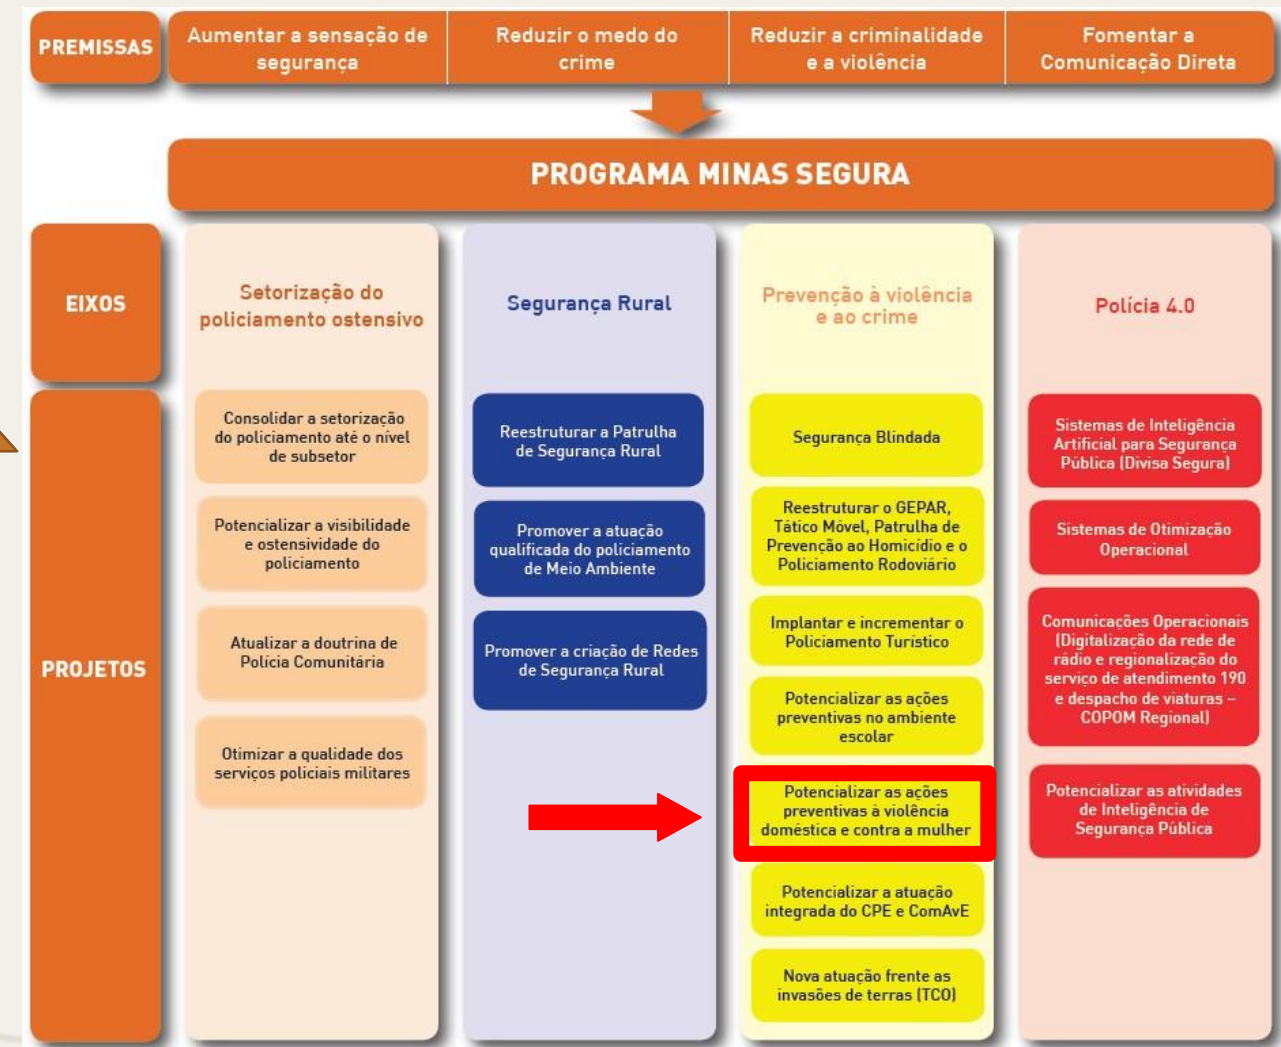 PREMISSAS
Aumentar a sensação de
segurança
Reduzir o medo do
crime
Reduzir a criminalidade
e a violência
Fomentar a
Comunicação Direta
PROGRAMA MINAS SEGURA
EIXOS
Setorização do
policiamento ostensivo
Segurança Rural
Prevenção à violência
e ao crime
Polícia 4.0
PROJETOS
Consolidar a setorização
do policiamento até o nível
de subsetor
Potencializar a visibilidade
e ostensividade do
policiamento
Atualizar a doutrina de
Polícia Comunitária
Otimizar a qualidade dos
serviços policiais militares
Reestruturar a Patrulha
de Segurança Rural
Promover a atuação
qualificada do policiamento
de Meio Ambiente
Promover a criação de Redes
de Segurança Rural
Segurança Blindada
Reestruturar o GEPAR,
Tático Móvel, Patrulha de
Prevenção ao Homicídio e o
Policiamento Rodoviário
Implantar e incrementar o
Policiamento Turístico
Potencializar as ações
preventivas no ambiente
escolar
Potencializar as ações
preventivas à violência
doméstica e contra a mulher
Potencializar a atuação
integrada do CPE e ComAvE
Nova atuação frente as
invasões de terras (TCO)
Sistemas de Inteligência
Artificial para Segurança
Pública (Divisa Segura)
Sistemas de Otimização
Operacional
Comunicações Operacionais
(Digitalização da rede de
rádio e regionalização do
serviço de atendimento 190
e despacho de viaturas –
COPOM Regional)
Potencializar as atividades
de Inteligência de
Segurança Pública